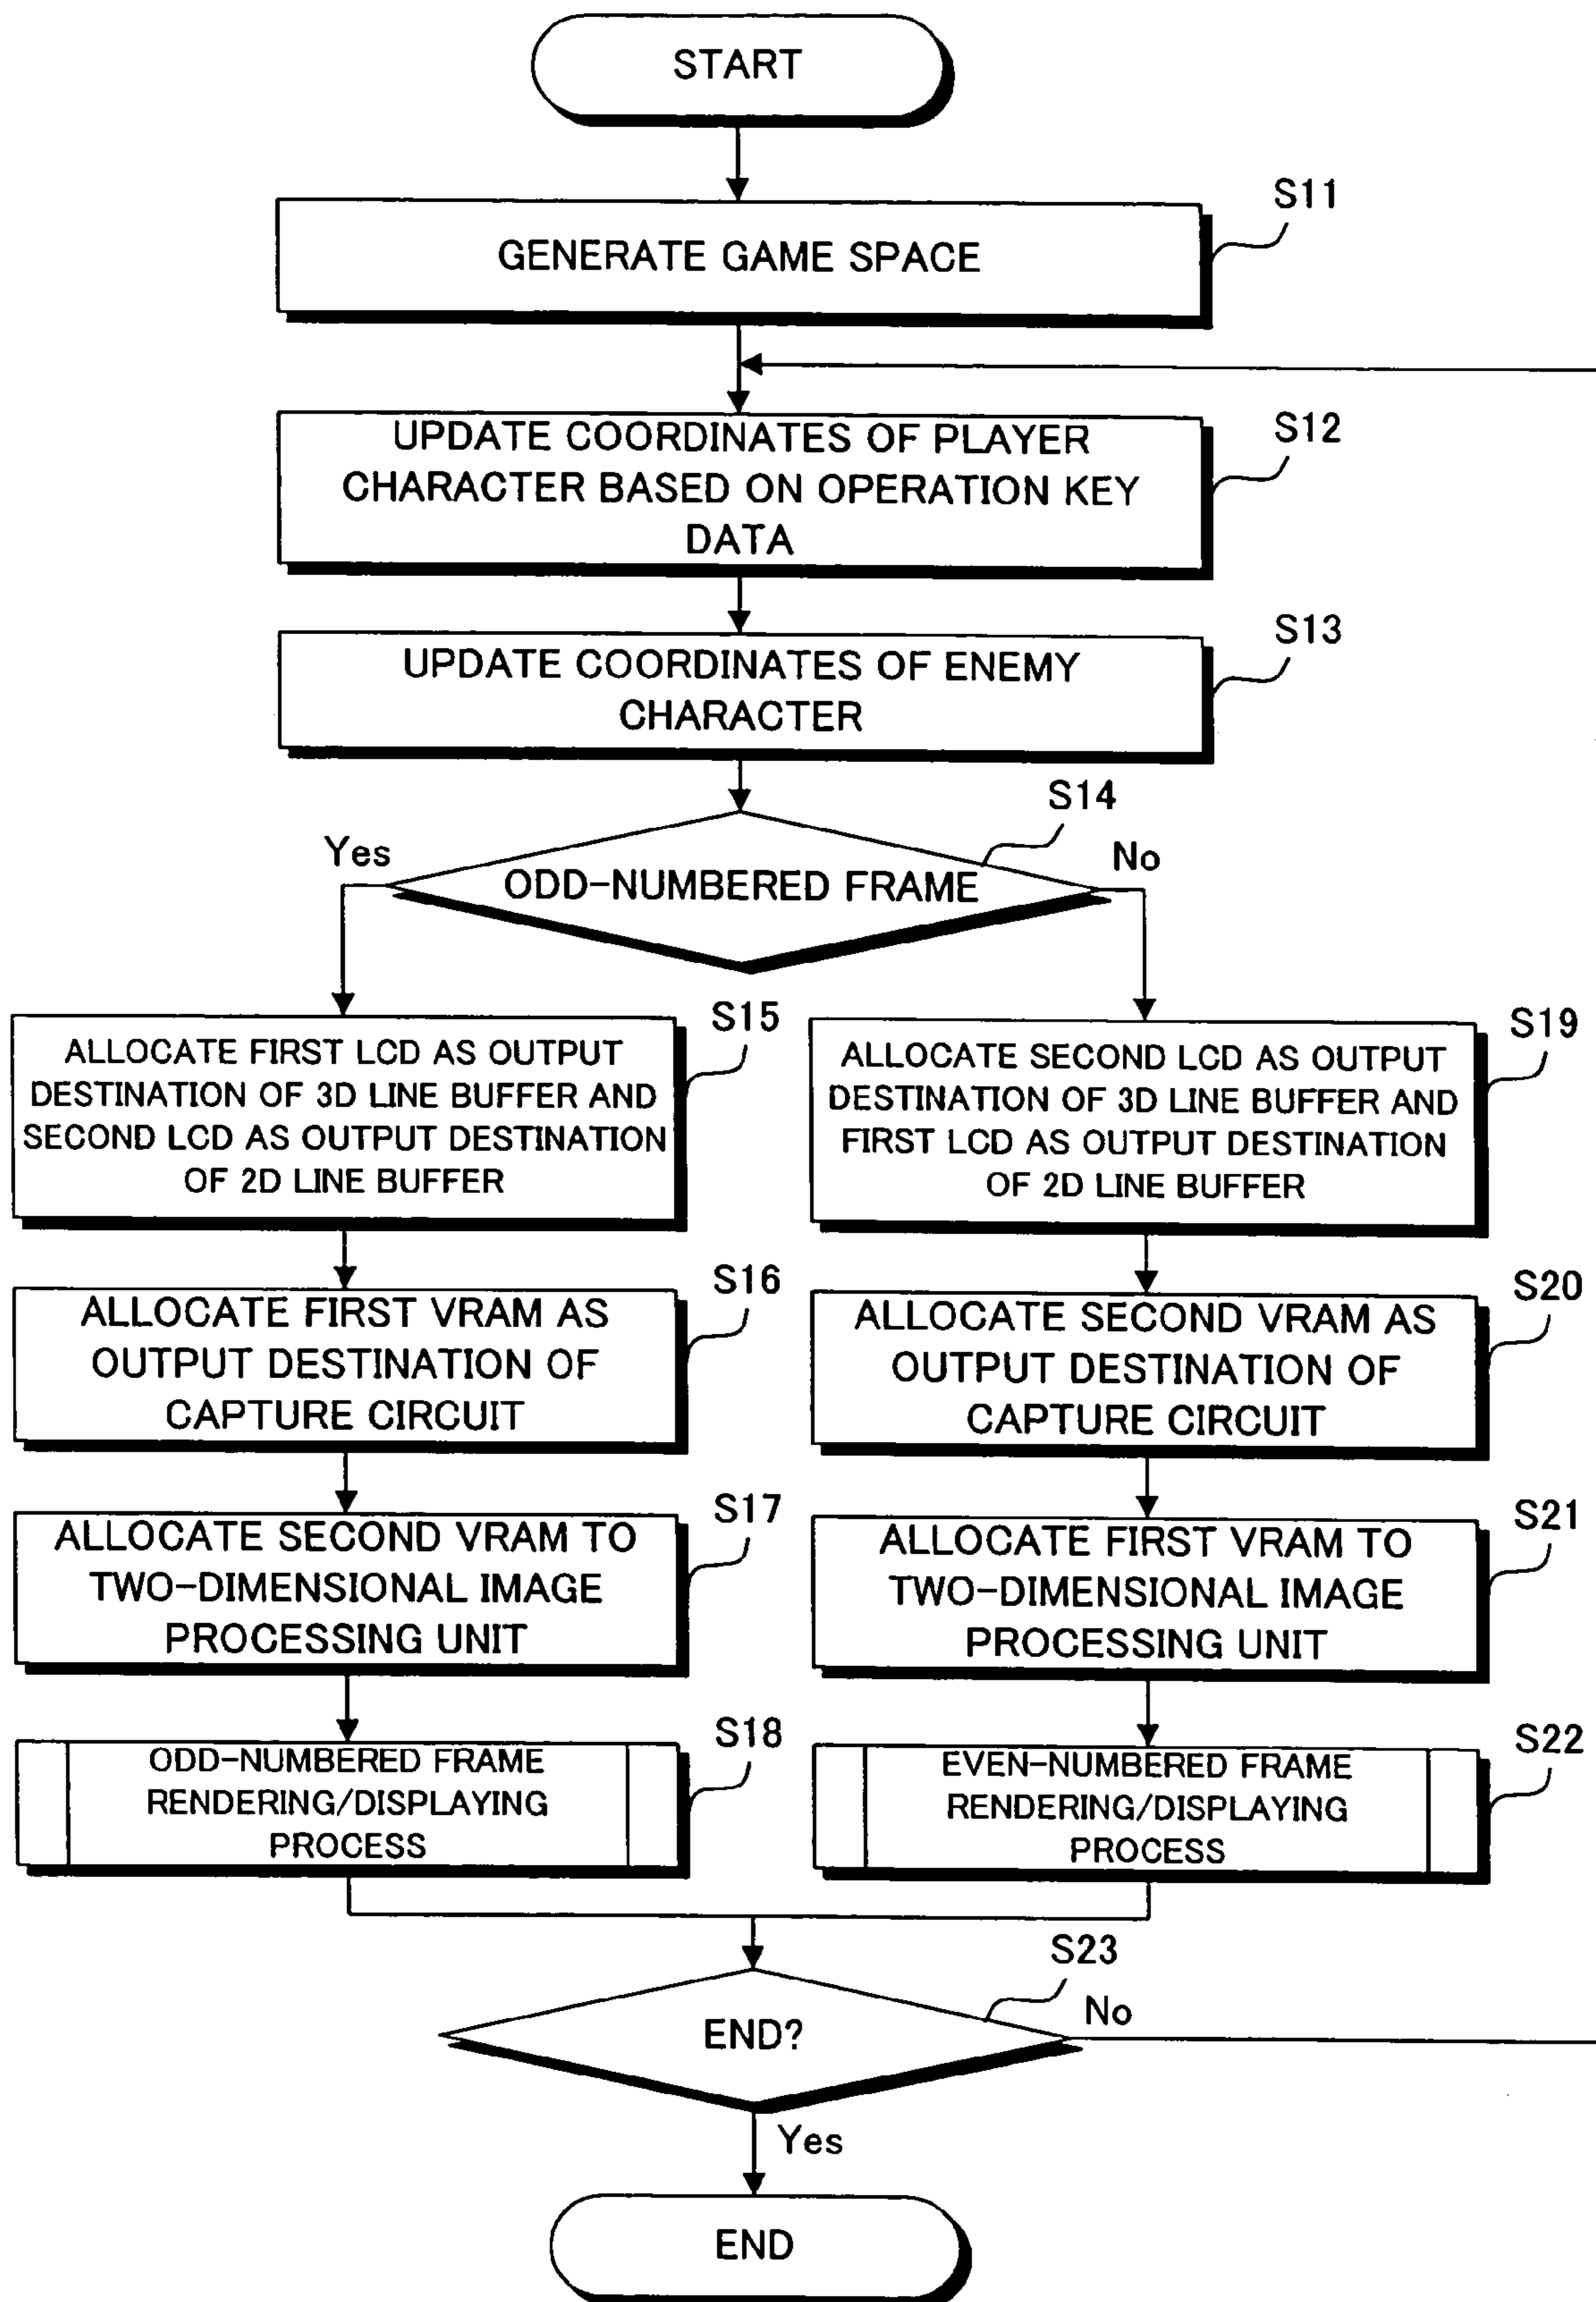 START
S11
GENERATE GAME SPACE
S12
UPDATE COORDINATES OF PLAYER
CHARACTER BASED ON OPERATION KEY
DATA
S13
UPDATE COORDINATES OF ENEMY
CHARACTER
S14
Yes
No
ODD-NUMBERED FRAME
S15
ALLOCATE FIRST LCD AS OUTPUT
DESTINATION OF 3D LINE BUFFER AND
SECOND LCD AS OUTPUT DESTINATION
OF 2D LINE BUFFER
S19
ALLOCATE SECOND LCD AS OUTPUT
DESTINATION OF 3D LINE BUFFER AND
FIRST LCD AS OUTPUT DESTINATION
OF 2D LINE BUFFER
S16
ALLOCATE FIRST VRAM AS
OUTPUT DESTINATION OF
CAPTURE CIRCUIT
S20
ALLOCATE SECOND VRAM AS
OUTPUT DESTINATION OF
CAPTURE CIRCUIT
S17
ALLOCATE SECOND VRAM TO
TWO-DIMENSIONAL IMAGE
PROCESSING UNIT
S21
ALLOCATE FIRST VRAM TO
TWO-DIMENSIONAL IMAGE
PROCESSING UNIT
S18
ODD-NUMBERED FRAME
RENDERING/DISPLAYING
PROCESS
S22
EVEN-NUMBERED FRAME
RENDERING/DISPLAYING
PROCESS
S23
END?
No
Yes
END